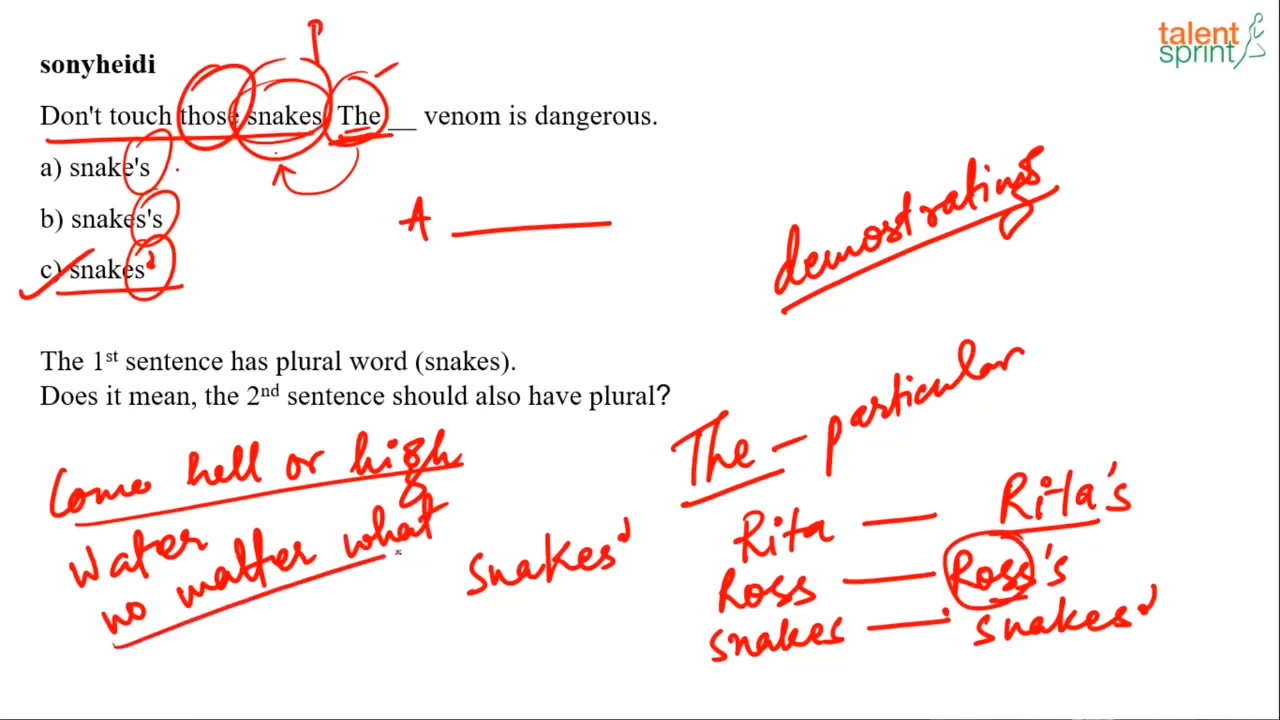 talent
sprint
sonyheidi
Don't touch those snakes. The __ venom is dangerous.
a) snake's
b) snakes's
c) snakes'
A
demostratings
The 1st sentence has plural word (snakes).
Does it mean, the 2nd sentence should also have plural?
Come hell or high
water
no matter what
snakes'
The – particular
Rita — Rita's
Ross — Ross's
snakes — snakes'